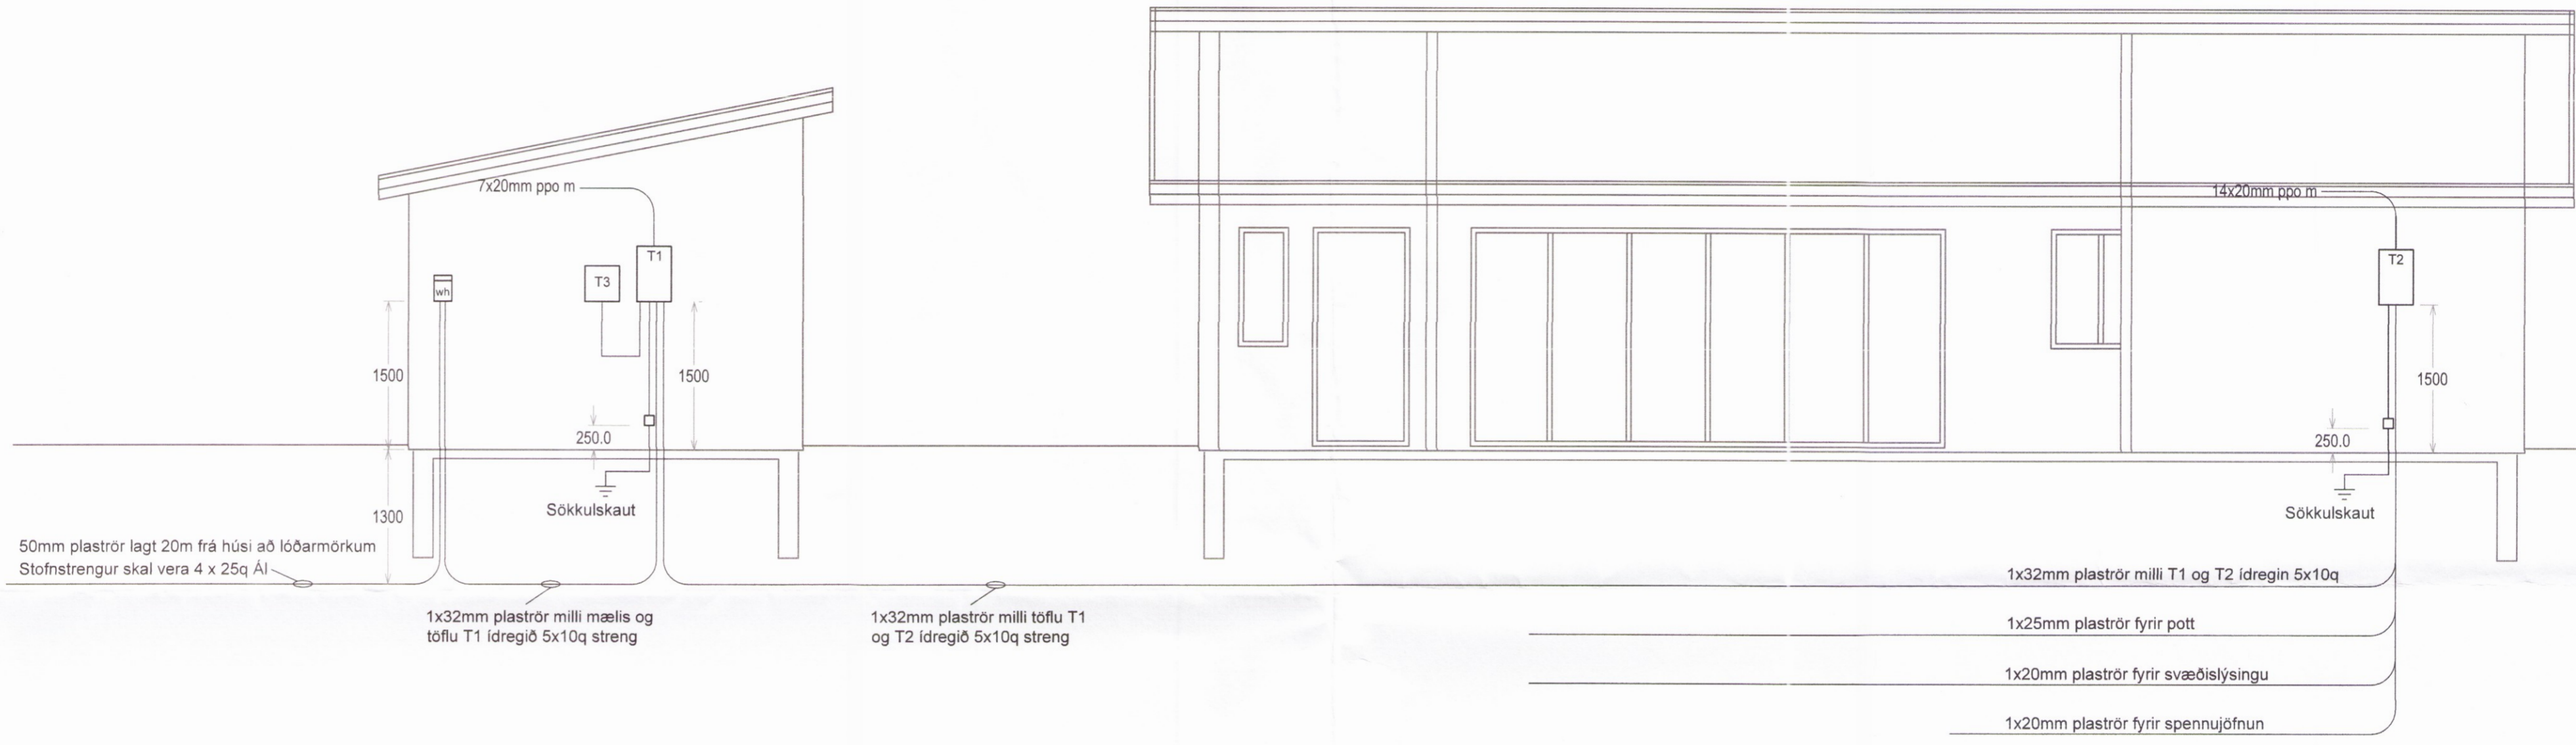 7x20mm ppo m
14x20mm ppo m
T1
T3
wh
T2
1500
1500
1500
250.0
250.0
Sökkulskaut
Sökkulskaut
1300
50mm plaströr lagt 20m frá húsi að lóðarmörkum
Stofnstrengur skal vera 4 x 25q Ál
1x32mm plaströr milli mælis og
töflu T1 ídregið 5x10q streng
1x32mm plaströr milli töflu T1
og T2 ídregið 5x10q streng
1x32mm plaströr milli T1 og T2 ídregin 5x10q
1x25mm plaströr fyrir pott
1x20mm plaströr fyrir svæðislýsingu
1x20mm plaströr fyrir spennujöfnun